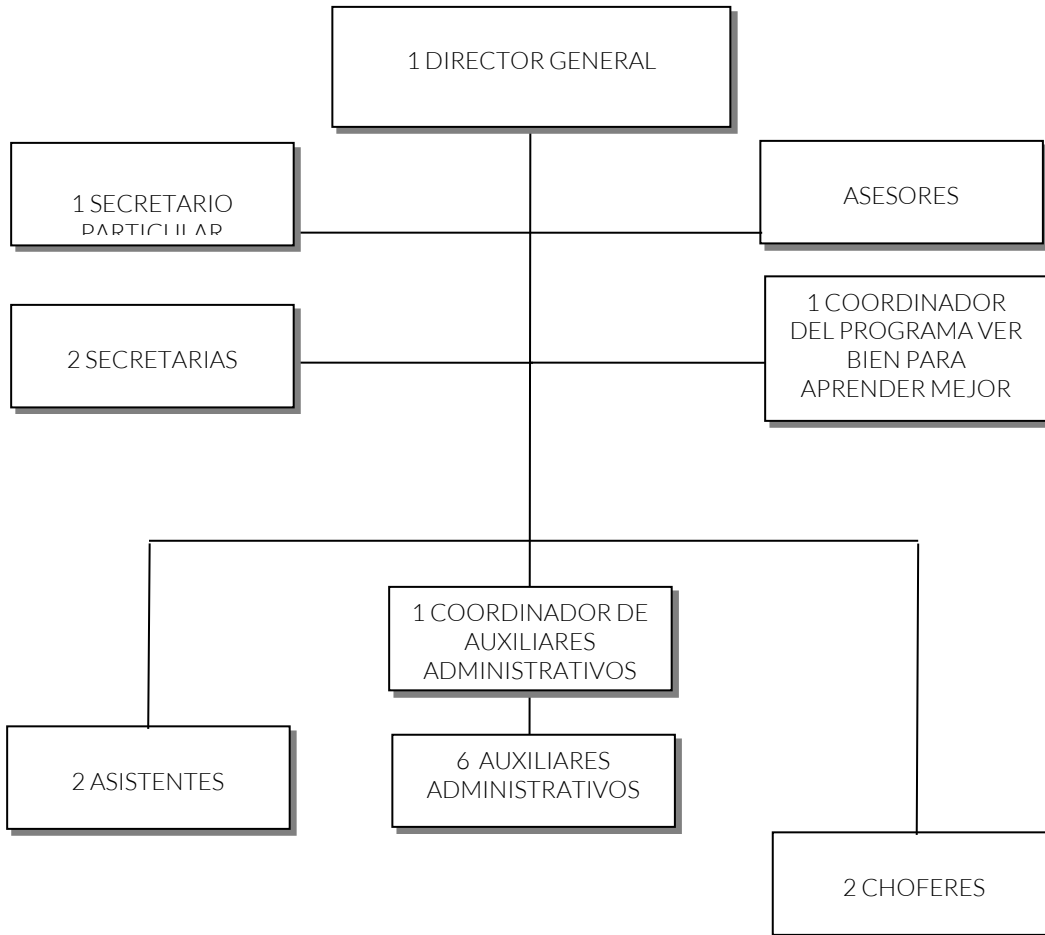 1 DIRECTOR GENERAL
1 SECRETARIO
PARTICULAR
ASESORES
2 SECRETARIAS
1 COORDINADOR
DEL PROGRAMA VER
BIEN PARA
APRENDER MEJOR
1 COORDINADOR DE
AUXILIARES
ADMINISTRATIVOS
2 ASISTENTES
6 AUXILIARES
ADMINISTRATIVOS
2 CHOFERES